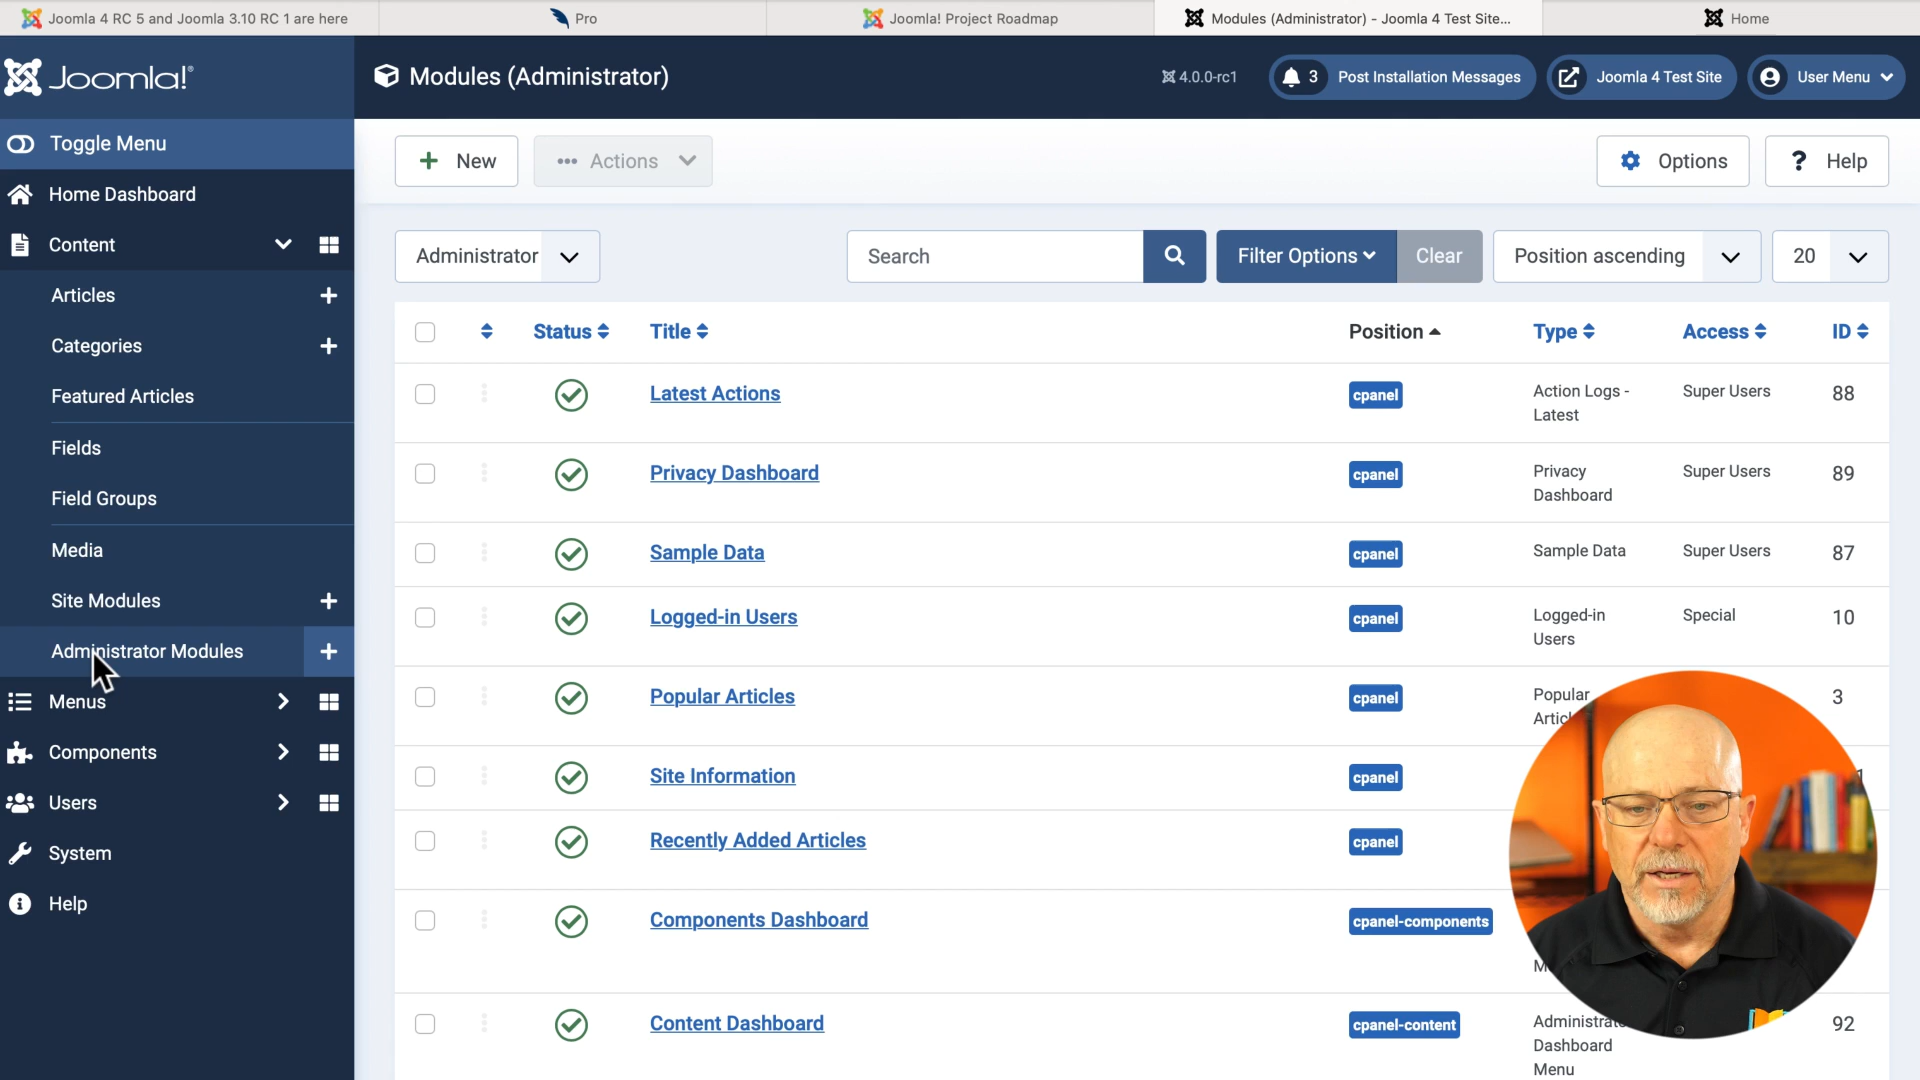 Joomla 4 RC 5 and Joomla 3.10 RC 1 are here
Pro
Joomla! Project Roadmap
Modules (Administrator) - Joomla 4 Test Site...
Home
Joomla!
Modules (Administrator)
4.0.0-rc1
3
Post Installation Messages
Joomla 4 Test Site
User Menu
Toggle Menu
Home Dashboard
Content
Articles
Categories
Featured Articles
Fields
Field Groups
Media
Site Modules
Administrator Modules
Menus
Components
Users
System
Help
New
Actions
Options
Help
Administrator
Search
Filter Options
Clear
Position ascending
20
Status
Title
Position
Type
Access
ID
Latest Actions
cpanel
Action Logs -
Latest
Super Users
88
Privacy Dashboard
cpanel
Privacy
Dashboard
Super Users
89
Sample Data
cpanel
Sample Data
Super Users
87
Logged-in Users
cpanel
Logged-in
Users
Special
10
Popular Articles
cpanel
Popular
3
Site Information
cpanel
Recently Added Articles
cpanel
Components Dashboard
cpanel-components
Content Dashboard
cpanel-content
Dashboard
Menu
92